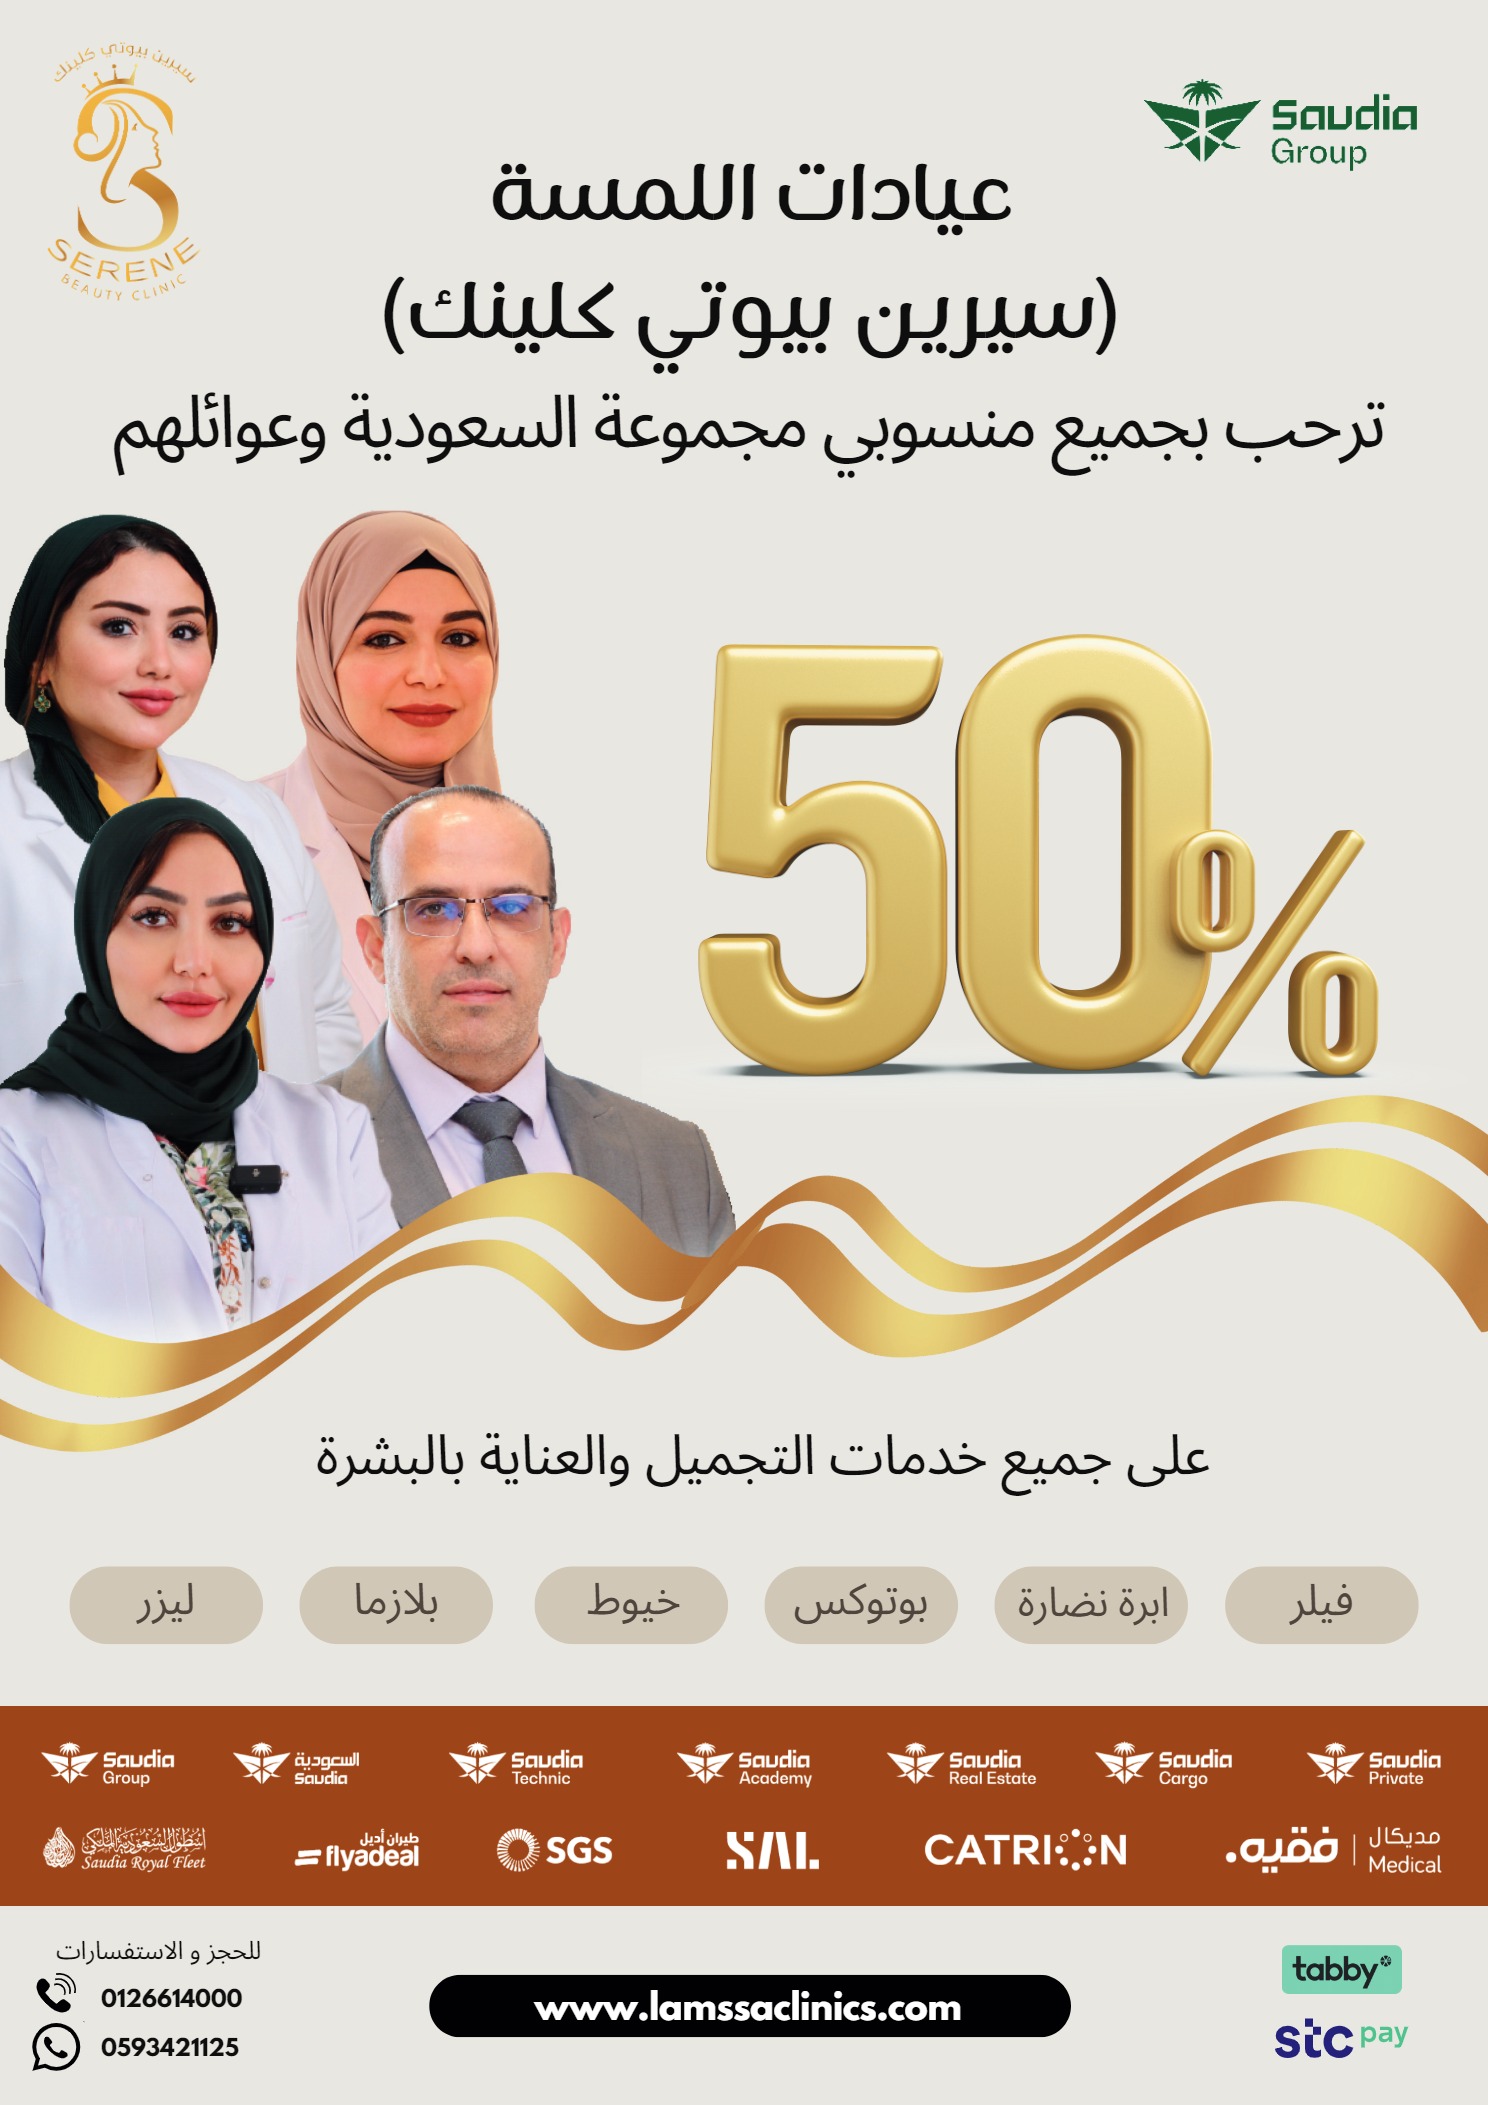 سيرين بيوتي كلينك
SERENE
BEAUTY CLINIC
Saudia
Group
عيادات اللمسة
(سيرين بيوتي كلينك)
ترحب بجميع منسوبي مجموعة السعودية وعوائلهم
50%
على جميع خدمات التجميل والعناية بالبشرة
فيلر
ابرة نضارة
بوتوكس
خيوط
بلازما
ليزر
Saudia
Group
السعودية
Saudia
Saudia
Technic
Saudia
Academy
Saudia
Real Estate
Saudia
Cargo
Saudia
Private
أسطول السعودية الملكي
Saudia Royal Fleet
طيران أديل
flyadeal
SGS
SAL
CATRION
فقيه.
مديكال
Medical
للحجز و الاستفسارات
0126614000
0593421125
www.lamssaclinics.com
tabby
stc pay